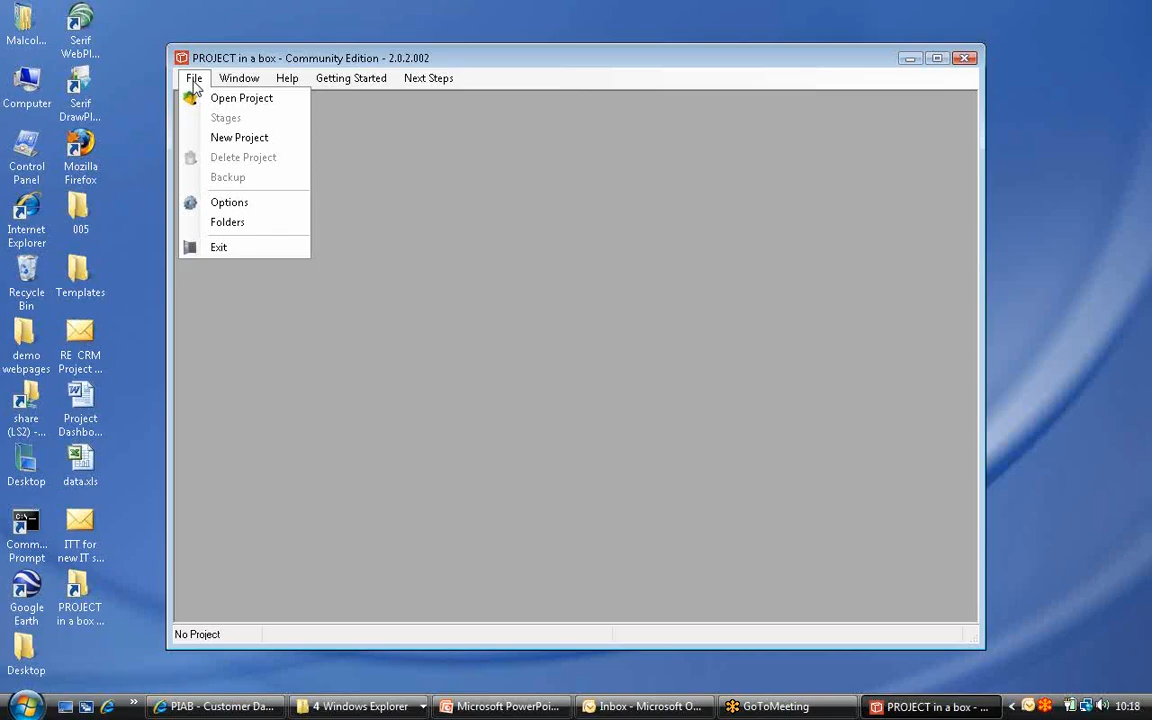 Malcol...
Serif
WebPl...
Computer
Serif
DrawPl...
Control
Panel
Mozilla
Firefox
Internet
Explorer
005
Recycle
Bin
Templates
demo
webpages
RE CRM
Project ...
share
(LS2) -...
Project
Dashbo...
Desktop
data.xls
Comm...
Prompt
ITT for
new IT s...
Google
Earth
PROJECT
in a box ...
Desktop
PROJECT in a box - Community Edition - 2.0.2.002
File Window Help Getting Started Next Steps
Open Project
Stages
New Project
Delete Project
Backup
Options
Folders
Exit
No Project
PIAB - Customer Da... 4 Windows Explorer Microsoft PowerPoi... Inbox - Microsoft O... GoToMeeting PROJECT in a box - ... 10:18